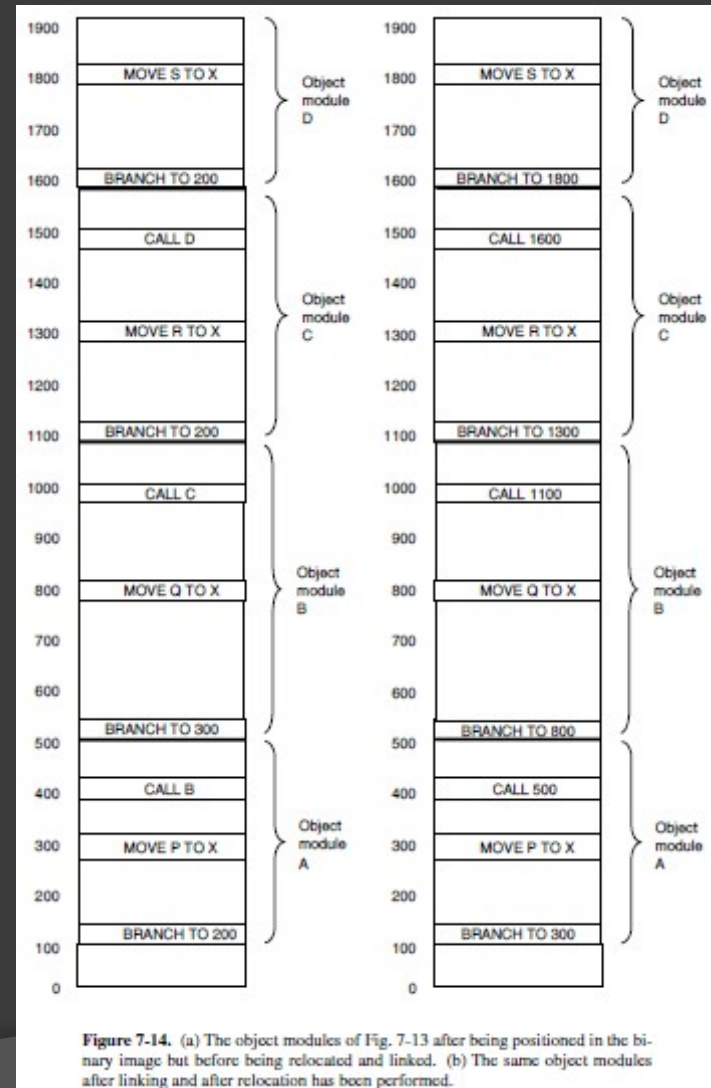 1900
MOVE S TO X
1800
Object
module
D
1700
1600
BRANCH TO 200
1500
CALL D
1400
Object
module
C
1300
MOVE R TO X
1200
1100
BRANCH TO 200
1000
CALL C
900
Object
module
B
800
MOVE Q TO X
700
600
BRANCH TO 300
500
400
CALL B
Object
module
A
300
MOVE P TO X
200
BRANCH TO 200
100
0
1900
MOVE S TO X
1800
Object
module
D
1700
1600
BRANCH TO 1800
1500
CALL 1600
1400
Object
module
C
1300
MOVE R TO X
1200
1100
BRANCH TO 1300
1000
CALL 1100
900
Object
module
B
800
MOVE Q TO X
700
600
BRANCH TO 800
500
400
CALL 500
Object
module
A
300
MOVE P TO X
200
BRANCH TO 300
100
0
Figure 7-14. (a) The object modules of Fig. 7-13 after being positioned in the bi-
nary image but before being relocated and linked. (b) The same object modules
after linking and after relocation has been performed.